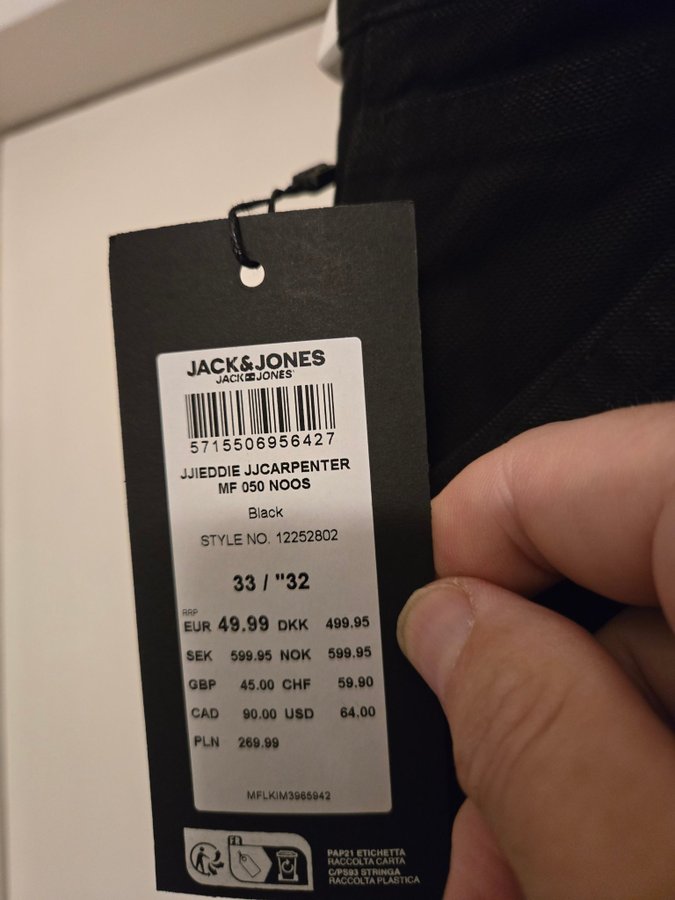 JACK&JONES
JACK & JONES
5715506956427
JJIEDDIE JJCARPENTER
MF 050 NOOS
Black
STYLE NO. 12252802
33 / "32
RRP
EUR 49.99 DKK 499.95
SEK 599.95 NOK 599.95
GBP 45.00 CHF 59.90
CAD 90.00 USD 64.00
PLN 269.99
MFLKIM3965942
FR
PAP21 ETICHETTA
RACCOLTA CARTA
C/PS93 STRINGA
RACCOLTA PLASTICA